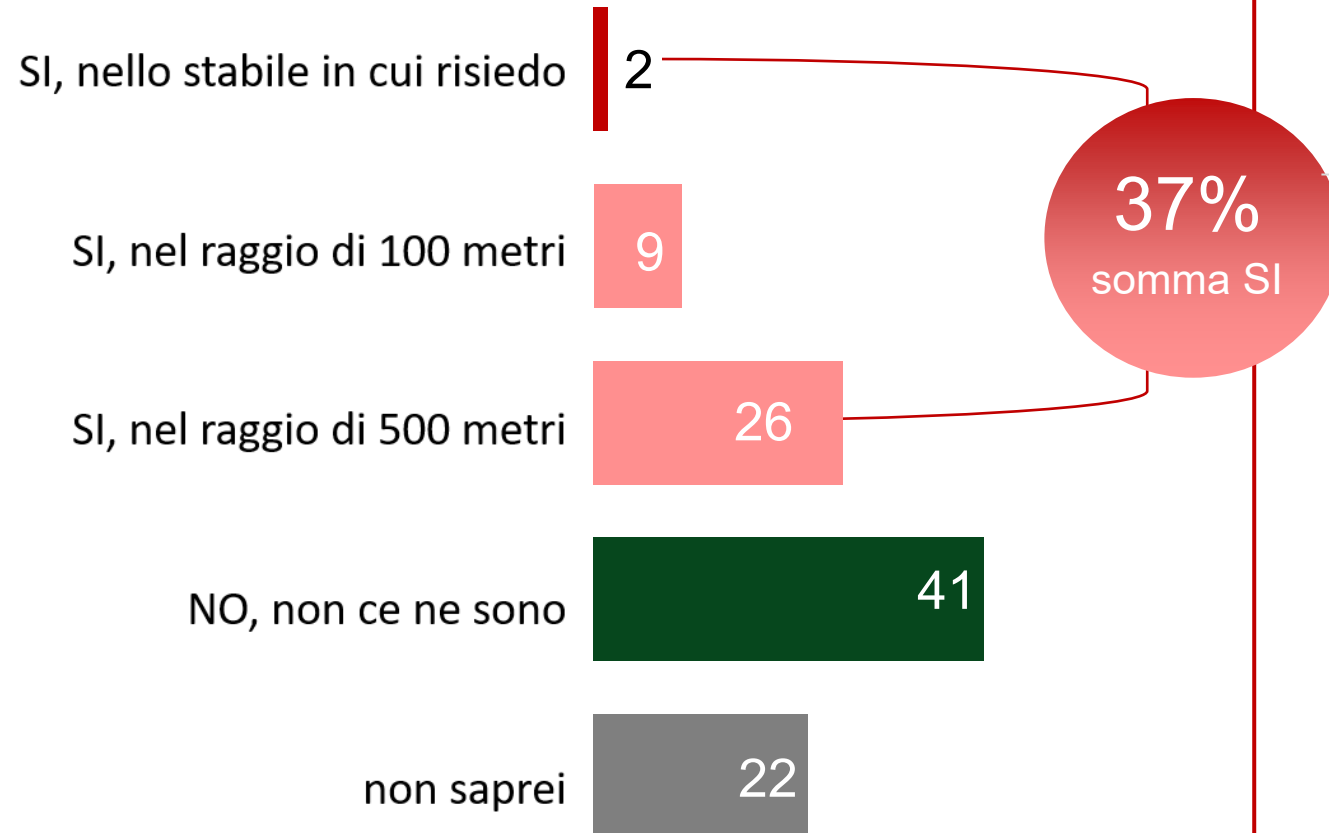 SI, nello stabile in cui risiedo 2
37%
somma SI
SI, nel raggio di 100 metri 9
SI, nel raggio di 500 metri 26
NO, non ce ne sono 41
non saprei 22